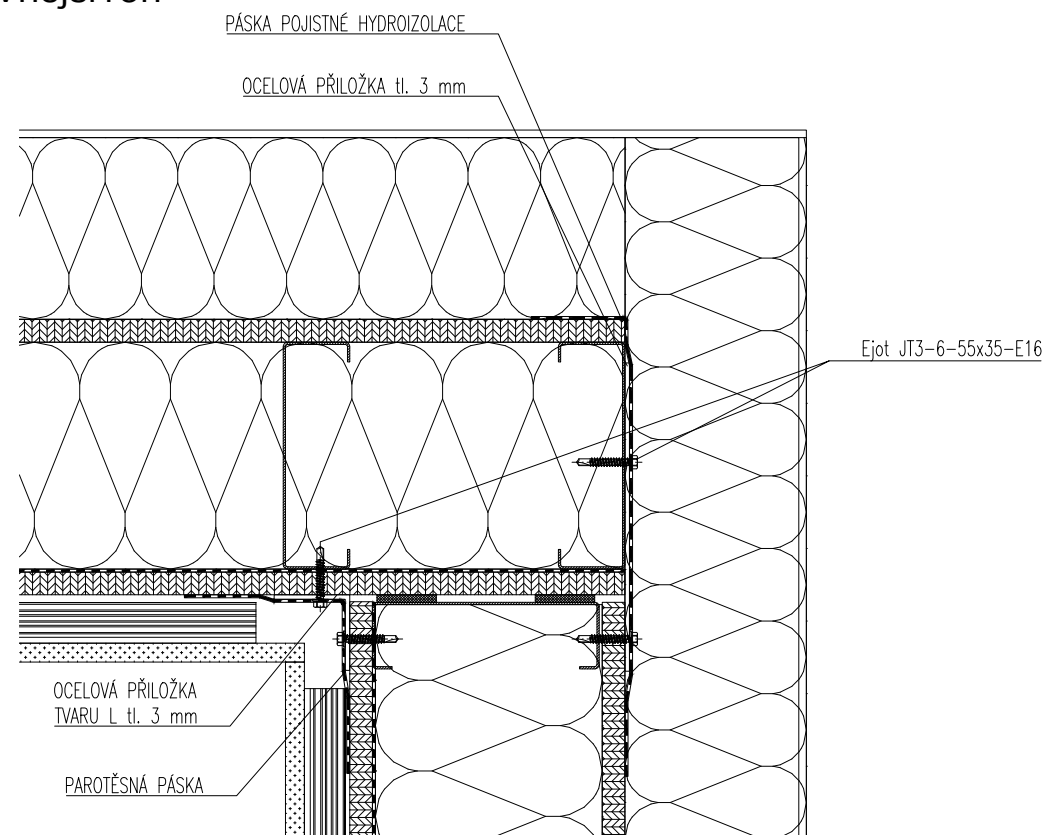 PÁSKA POJISTNÉ HYDROIZOLACE
OCELOVÁ PŘILOŽKA tl. 3 mm
Ejot JT3-6-55x35-E16
OCELOVÁ PŘILOŽKA
TVARU L tl. 3 mm
PAROTĚSNÁ PÁSKA